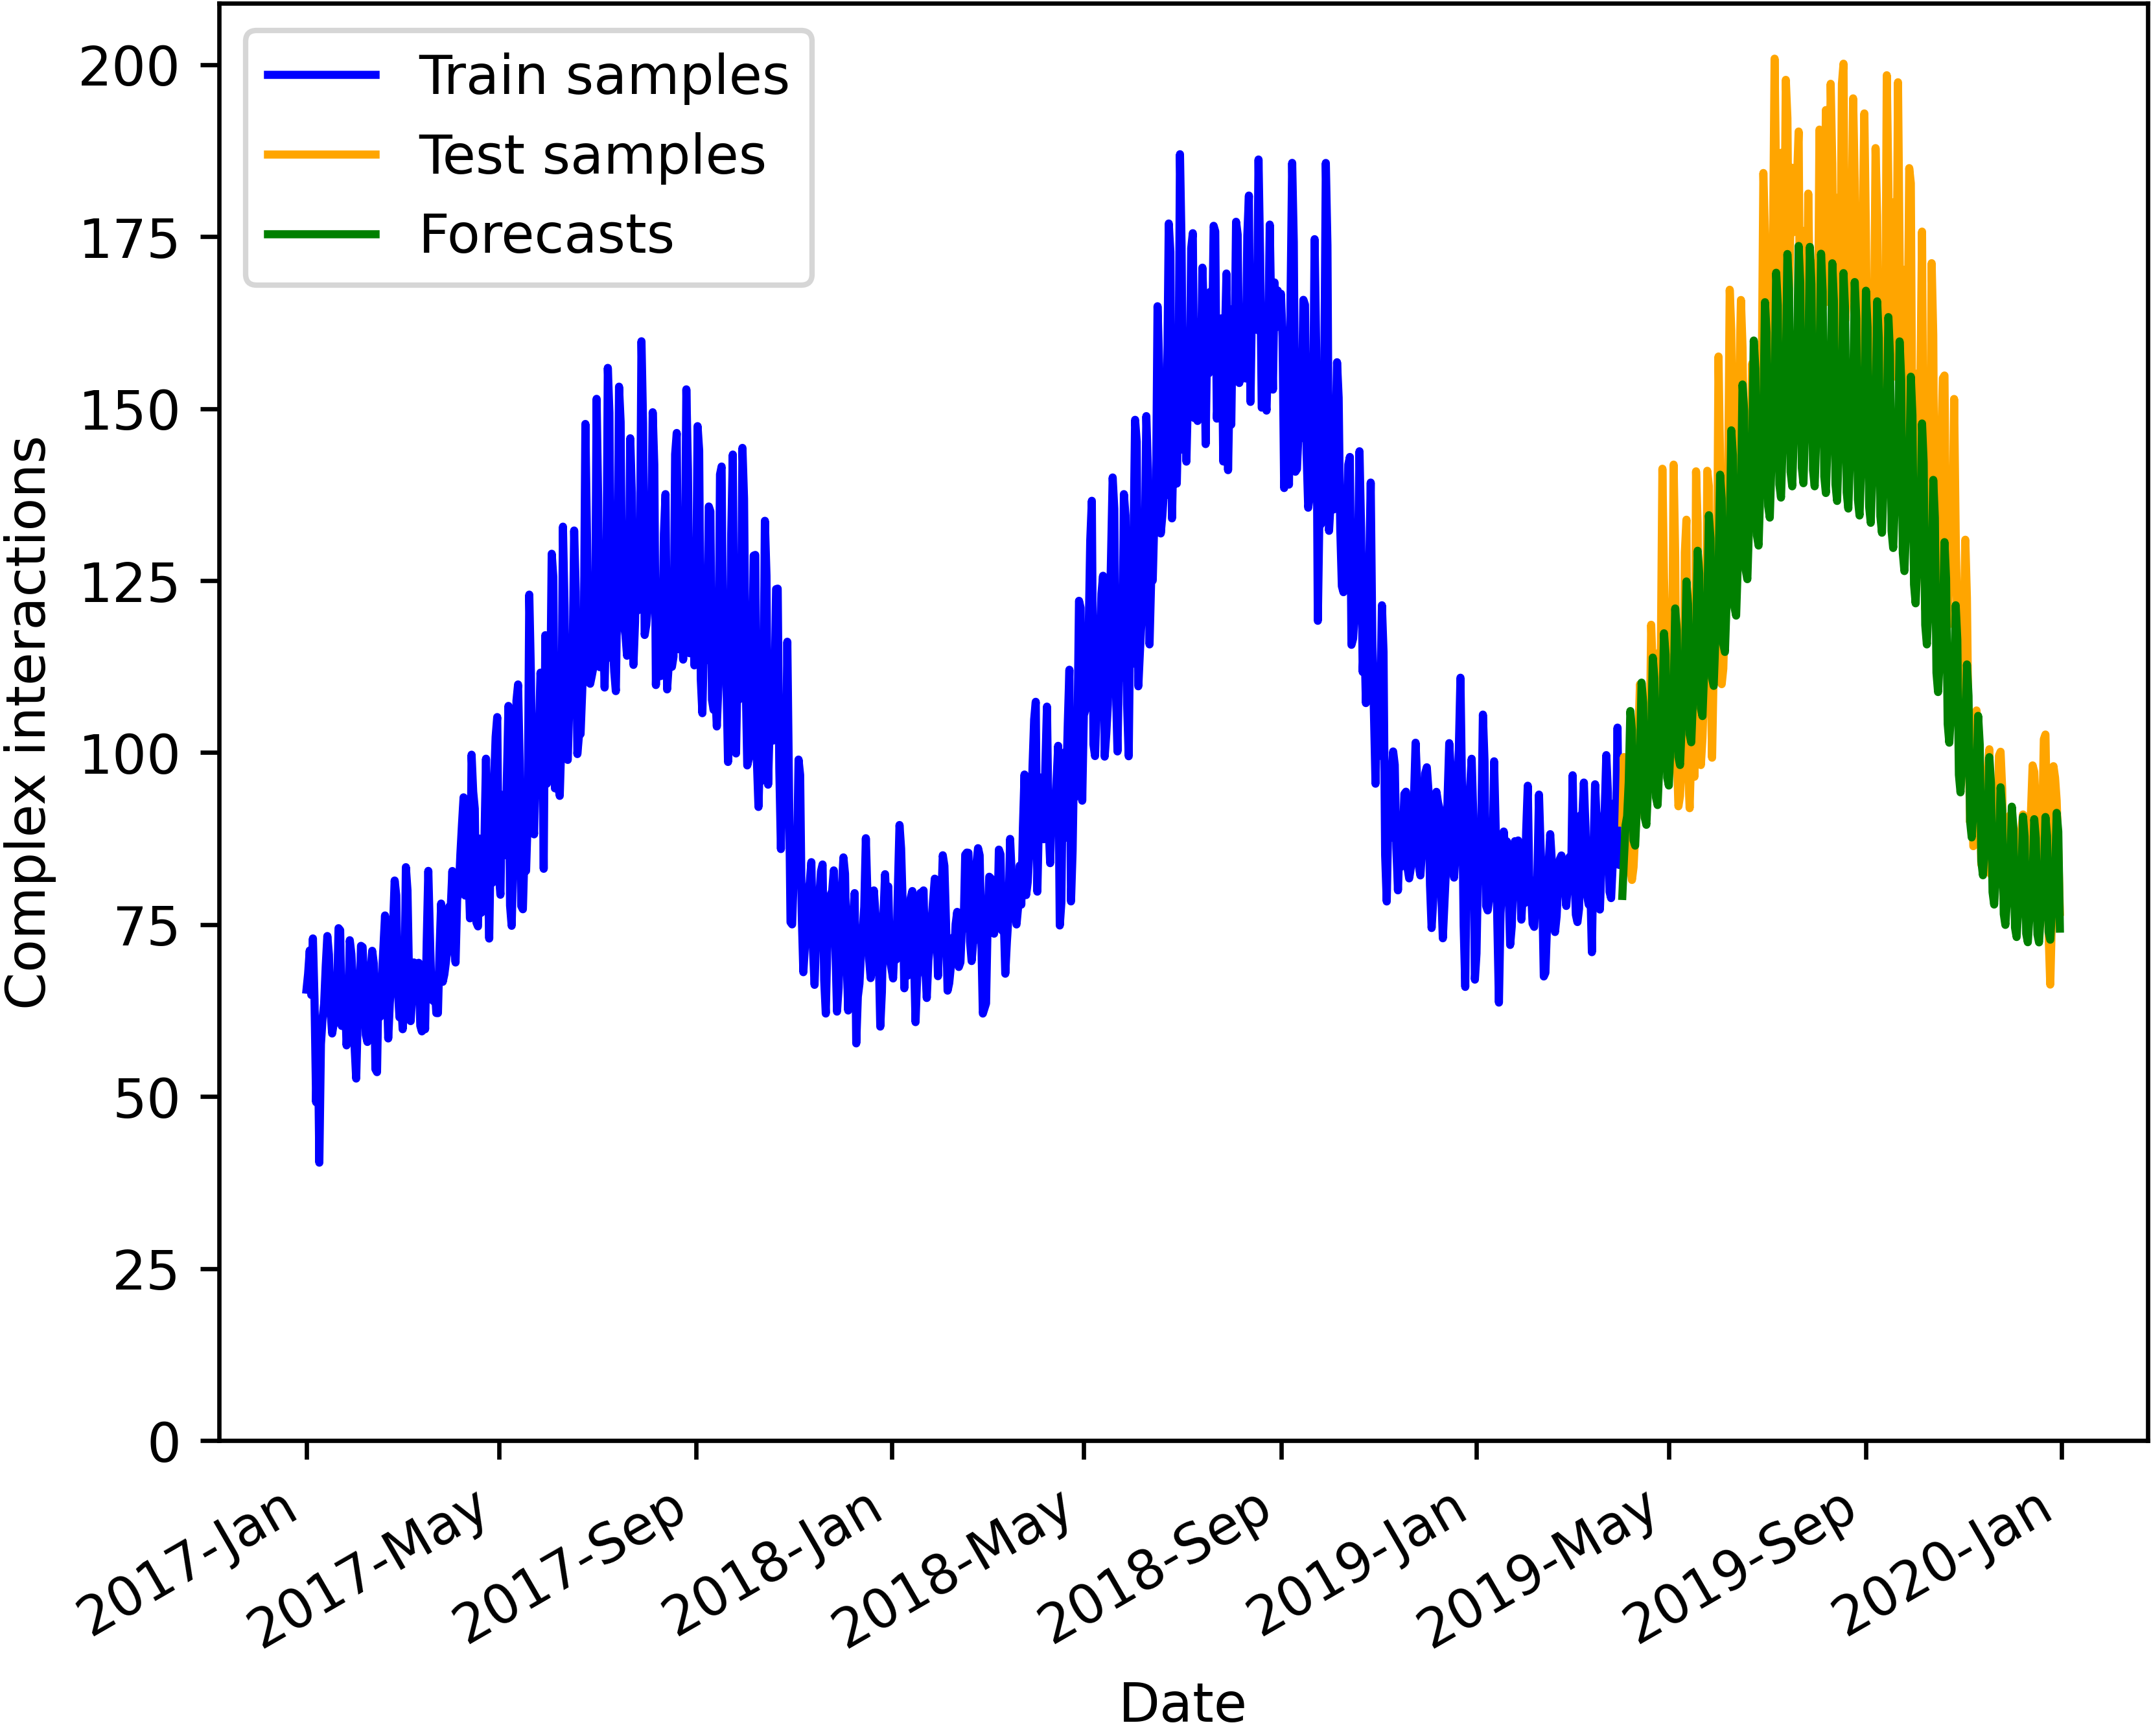 Train samples
Test samples
Forecasts
200
175
150
125
100
75
50
25
0
Complex interactions
2017-Jan
2017-May
2017-Sep
2018-Jan
2018-May
2018-Sep
2019-Jan
2019-May
2019-Sep
2020-Jan
Date